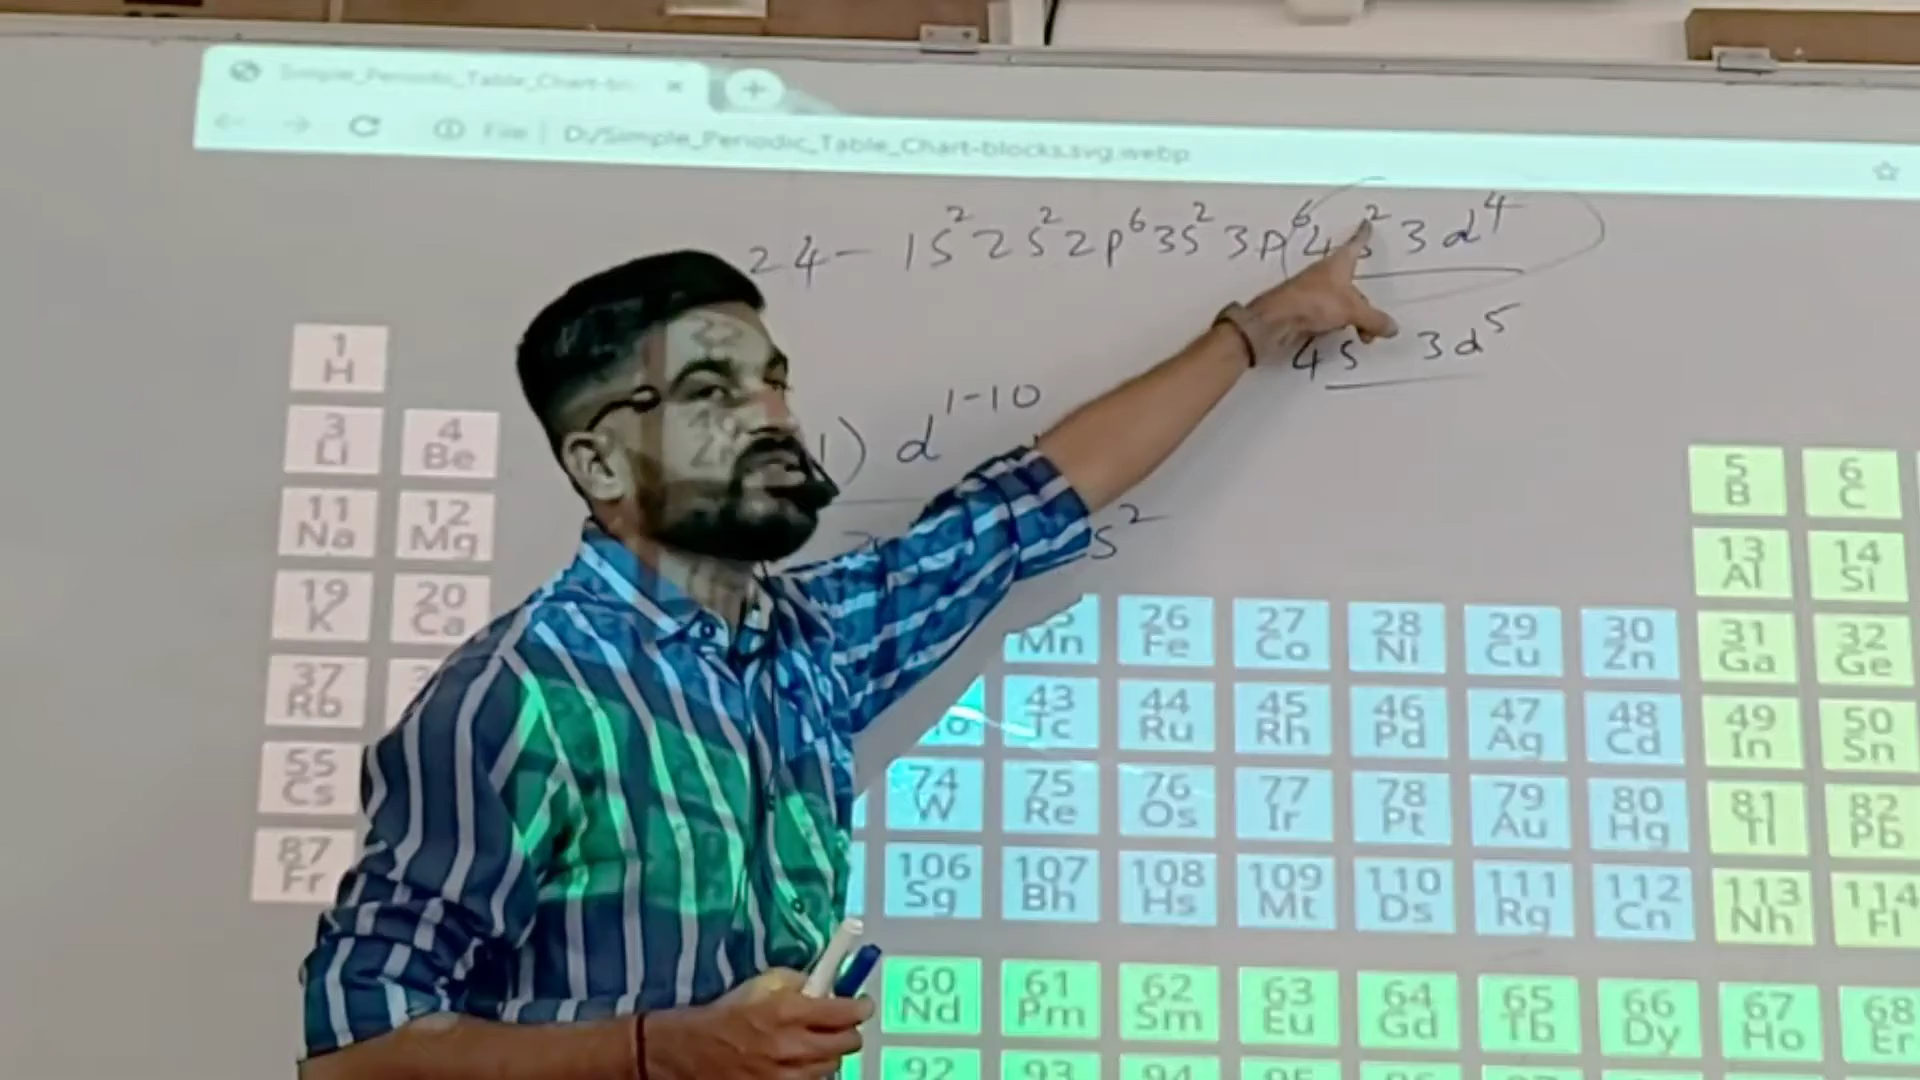 Simple_Periodic_Table_Chart-bl
File D:/Simple_Periodic_Table_Chart-blocks.svg.webp
24 - 1s² 2s² 2p⁶ 3s² 3p⁶ 4s² 3d⁴
4s 3d⁵
1) d¹⁻¹⁰
s²
1 H
3 Li 4 Be 5 B 6 C
11 Na 12 Mg 13 Al 14 Si
19 K 20 Ca Mn 26 Fe 27 Co 28 Ni 29 Cu 30 Zn 31 Ga 32 Ge
37 Rb 43 Tc 44 Ru 45 Rh 46 Pd 47 Ag 48 Cd 49 In 50 Sn
55 Cs 74 W 75 Re 76 Os 77 Ir 78 Pt 79 Au 80 Hg 81 Tl 82 Pb
87 Fr 106 Sg 107 Bh 108 Hs 109 Mt 110 Ds 111 Rg 112 Cn 113 Nh 114 Fl
60 Nd 61 Pm 62 Sm 63 Eu 64 Gd 65 Tb 66 Dy 67 Ho 68 Er
92 93 94 95